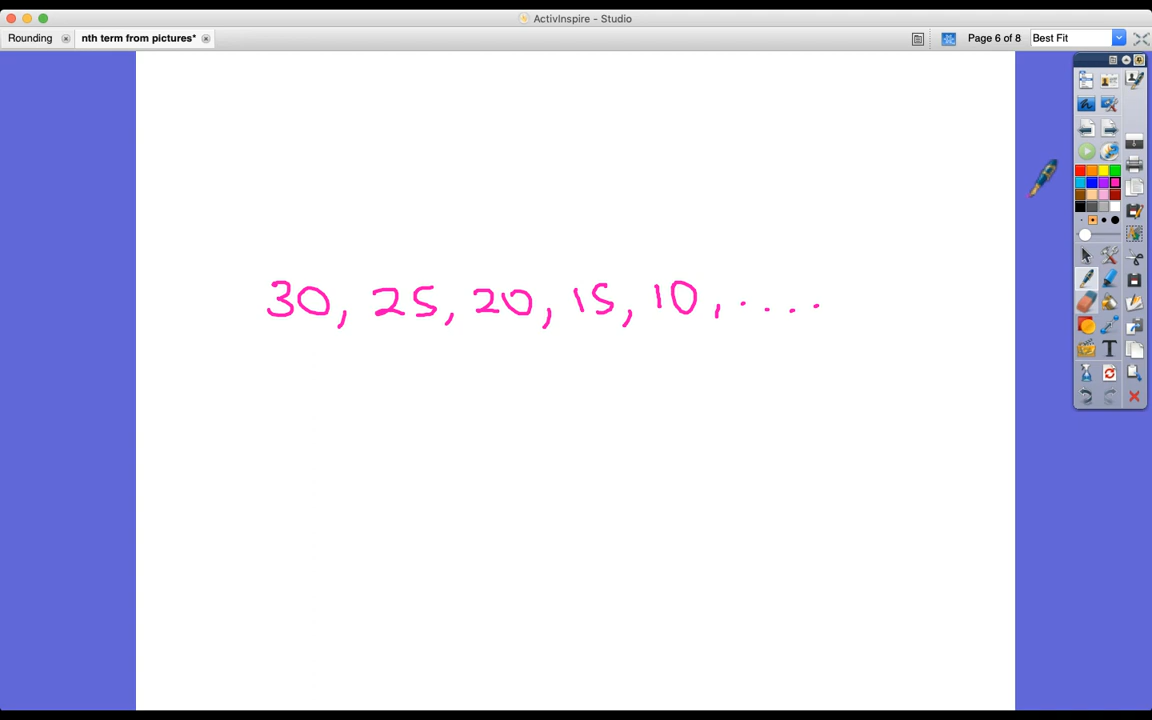 ActivInspire - Studio
Rounding
nth term from pictures*
Page 6 of 8
Best Fit
30, 25, 20, 15, 10, ....